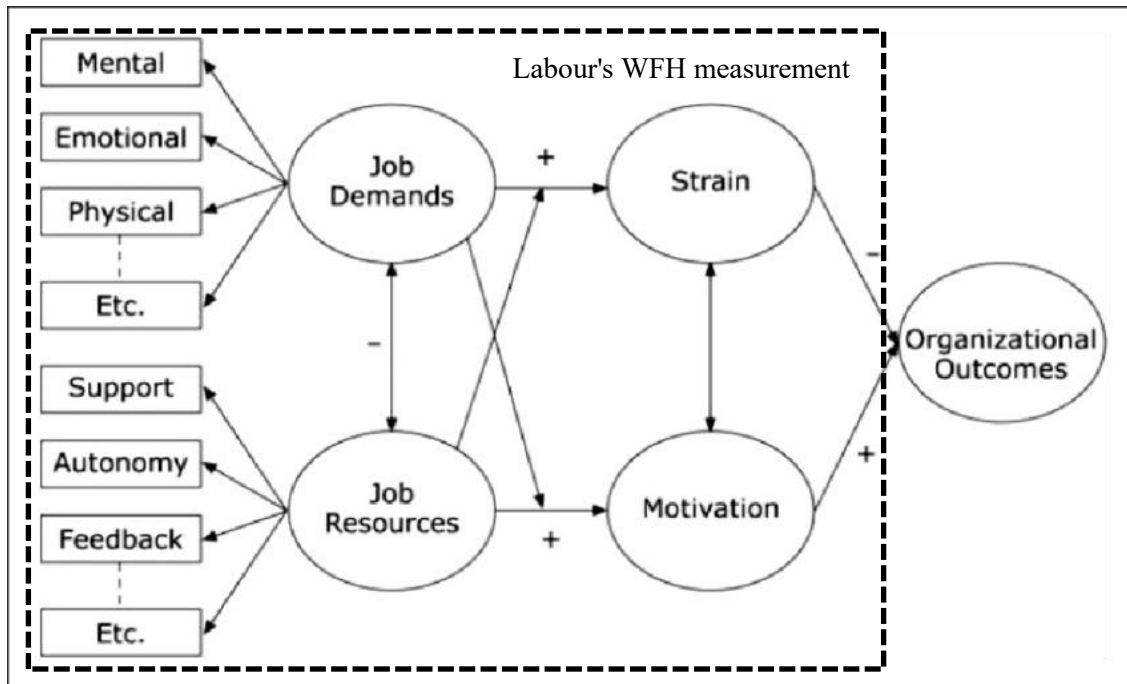 Labour's WFH measurement
Mental
Emotional
Physical
Etc.
Support
Autonomy
Feedback
Etc.
Job
Demands
Job
Resources
+
-
+
Strain
Motivation
-
+
Organizational
Outcomes